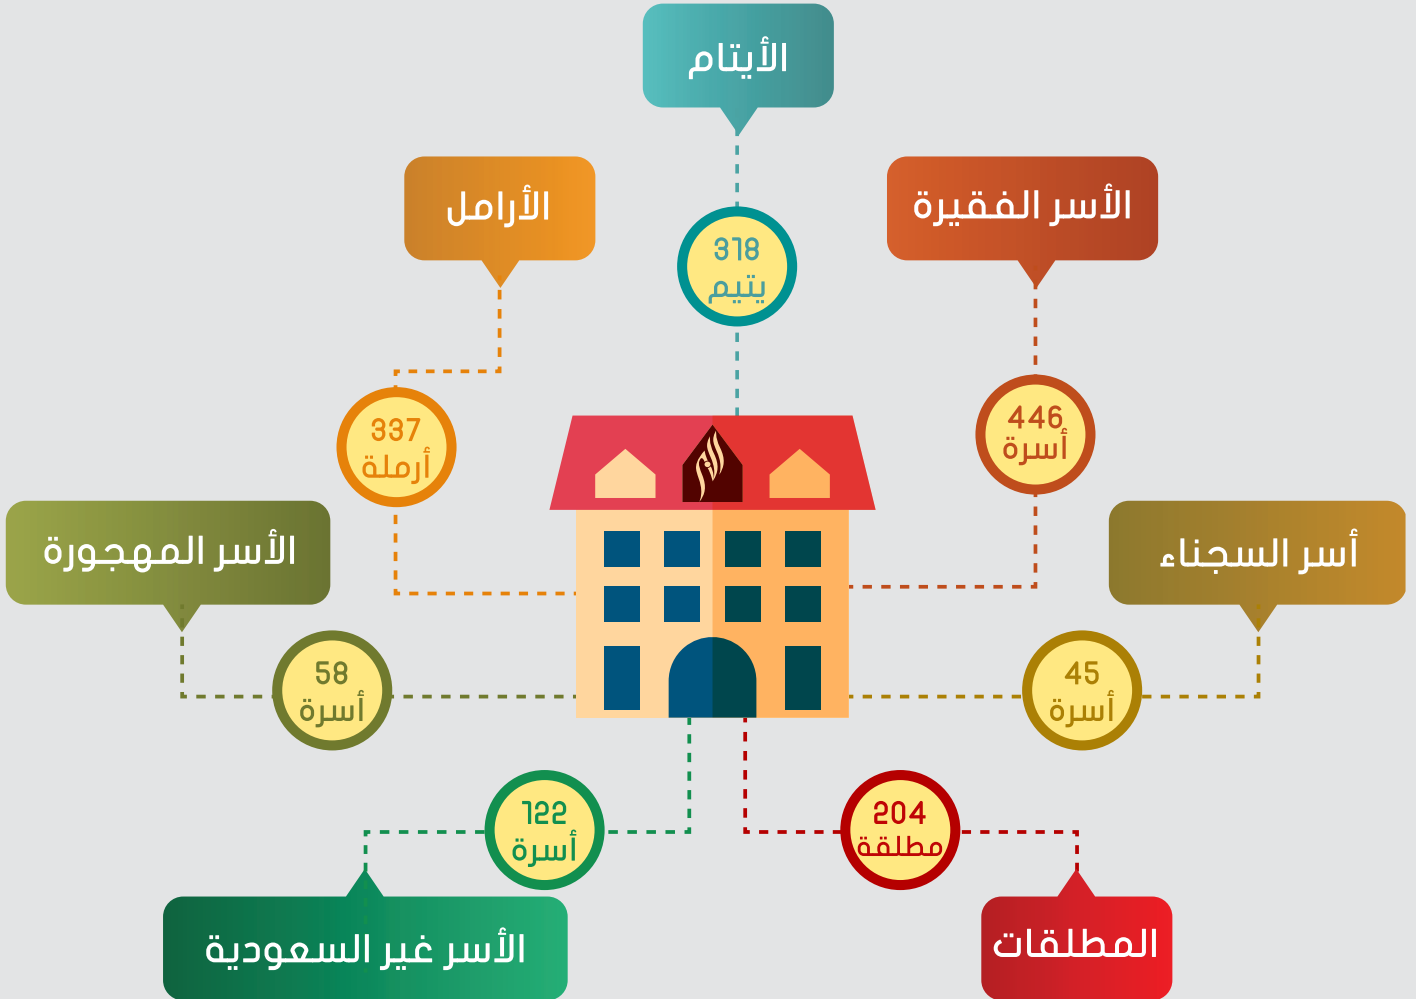 الأيتام
318
يتيم
الأسر الفقيرة
446
أسرة
الأرامل
337
أرملة
أسر السجناء
45
أسرة
الأسر المهجورة
58
أسرة
المطلقات
204
مطلقة
الأسر غير السعودية
122
أسرة